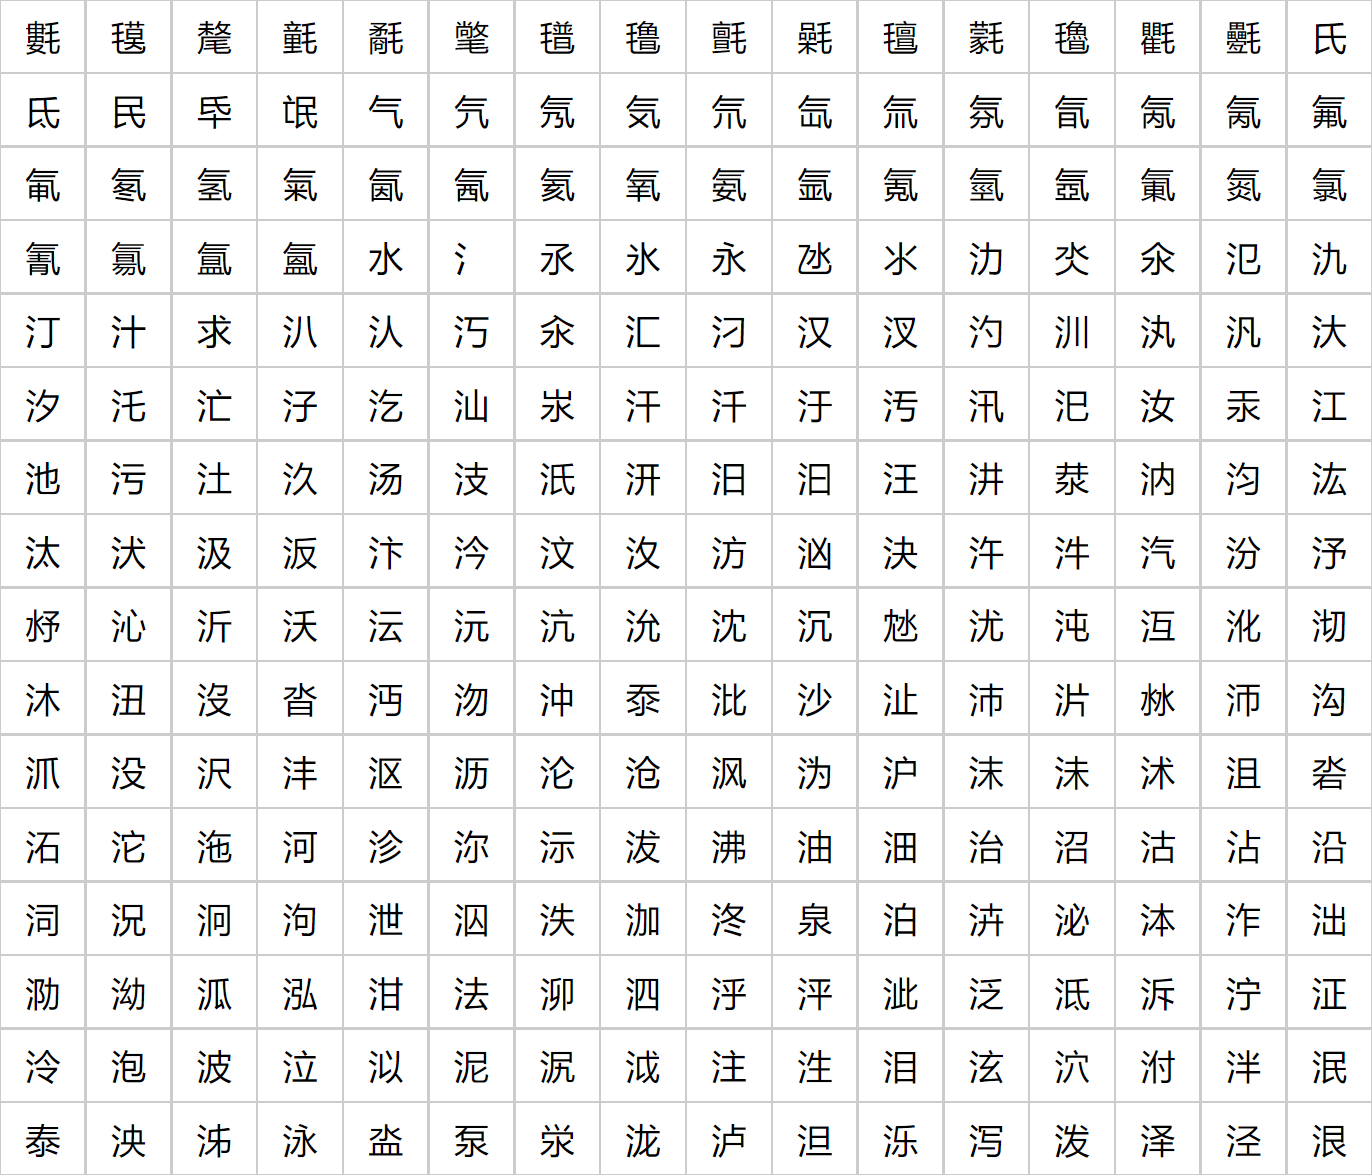 氀氁氂氃氄氅氆氇氈氉氊氋氌氍氎氏
氐民氒氓气氕氖気氘氙氚氛氜氝氞氟
氠氡氢氣氤氥氦氧氨氩氪氫氬氭氮氯
氰氱氲氳水氵氶氷永氹氺氻氼氽氾氿
汀汁求汃汄汅汆汇汈汉汊汋汌汍汎汏
汐汑汒汓汔汕汖汗汘汙汚汛汜汝汞江
池污汢汣汤汥汦汧汨汩汪汫汬汭汮汯
汰汱汲汳汴汵汶汷汸汹決汻汼汽汾汿
沀沁沂沃沄沅沆沇沈沉沊沋沌沍沎沏
沐沑沒沓沔沕沖沗沘沙沚沛沜沝沞沟
沠没沢沣沤沥沦沧沨沩沪沫沬沭沮沯
沰沱沲河沴沵沶沷沸油沺治沼沽沾沿
泀況泂泃泄泅泆泇泈泉泊泋泌泍泎泏
泐泑泒泓泔法泖泗泘泙泚泛泜泝泞泟
泠泡波泣泤泥泦泧注泩泪泫泬泭泮泯
泰泱泲泳泴泵泶泷泸泹泺泻泼泽泾泿